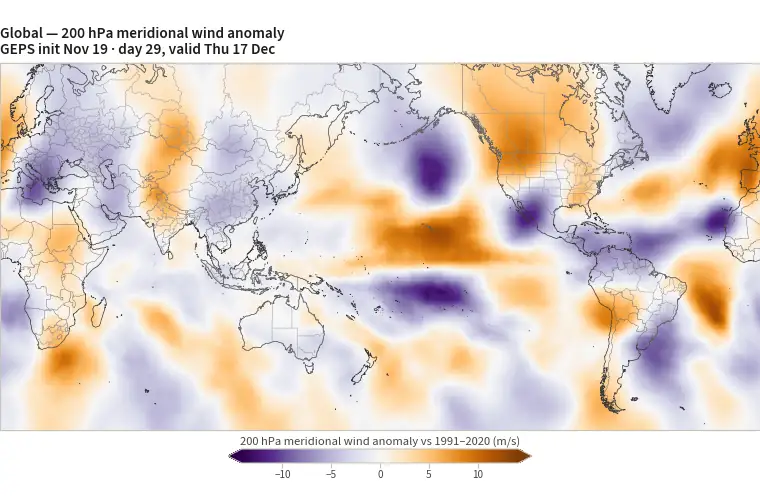 Global — 200 hPa meridional wind anomaly
GEPS init Nov 19 · day 29, valid Thu 17 Dec
200 hPa meridional wind anomaly vs 1991–2020 (m/s)
−10 −5 0 5 10